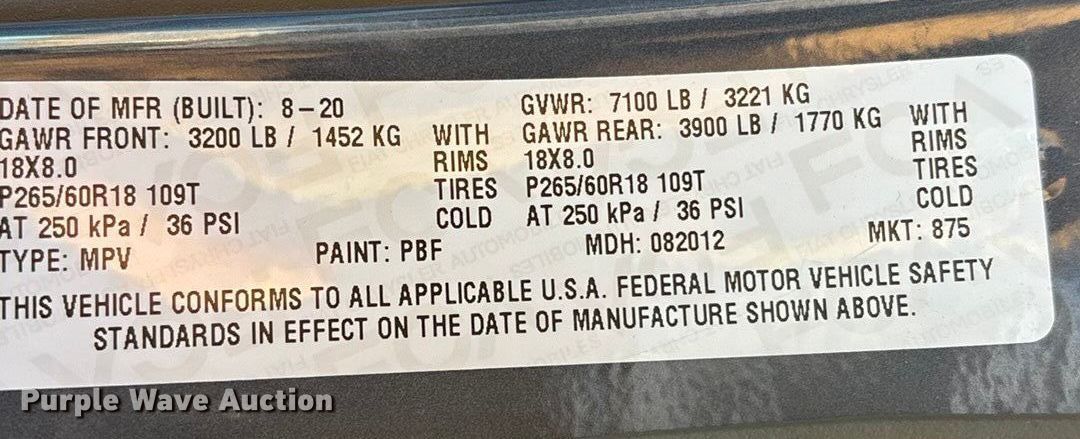 DATE OF MFR (BUILT): 8-20 GVWR: 7100 LB / 3221 KG
GAWR FRONT: 3200 LB / 1452 KG WITH GAWR REAR: 3900 LB / 1770 KG WITH
18X8.0 RIMS 18X8.0 RIMS
P265/60R18 109T TIRES P265/60R18 109T TIRES
AT 250 kPa / 36 PSI COLD AT 250 kPa / 36 PSI COLD
TYPE: MPV PAINT: PBF MDH: 082012 MKT: 875
THIS VEHICLE CONFORMS TO ALL APPLICABLE U.S.A. FEDERAL MOTOR VEHICLE SAFETY
STANDARDS IN EFFECT ON THE DATE OF MANUFACTURE SHOWN ABOVE.
Purple Wave Auction